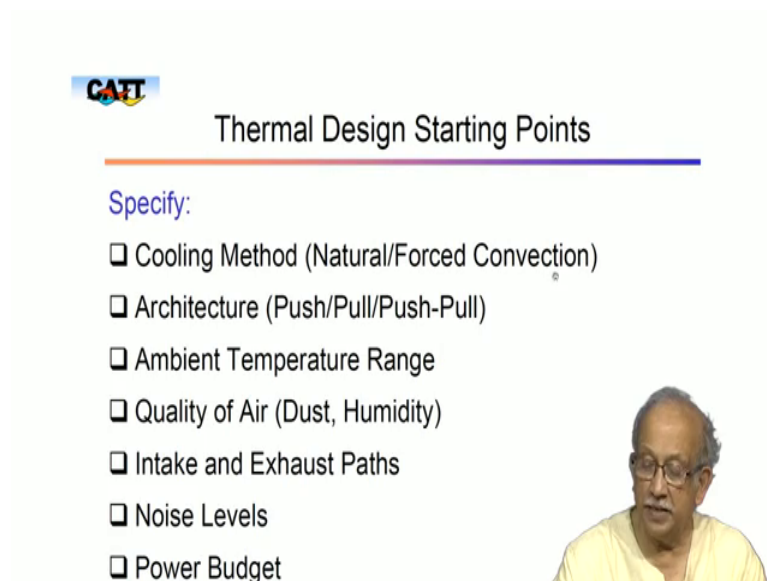 CATT
Thermal Design Starting Points
Specify:
❑ Cooling Method (Natural/Forced Convection)
❑ Architecture (Push/Pull/Push-Pull)
❑ Ambient Temperature Range
❑ Quality of Air (Dust, Humidity)
❑ Intake and Exhaust Paths
❑ Noise Levels
❑ Power Budget